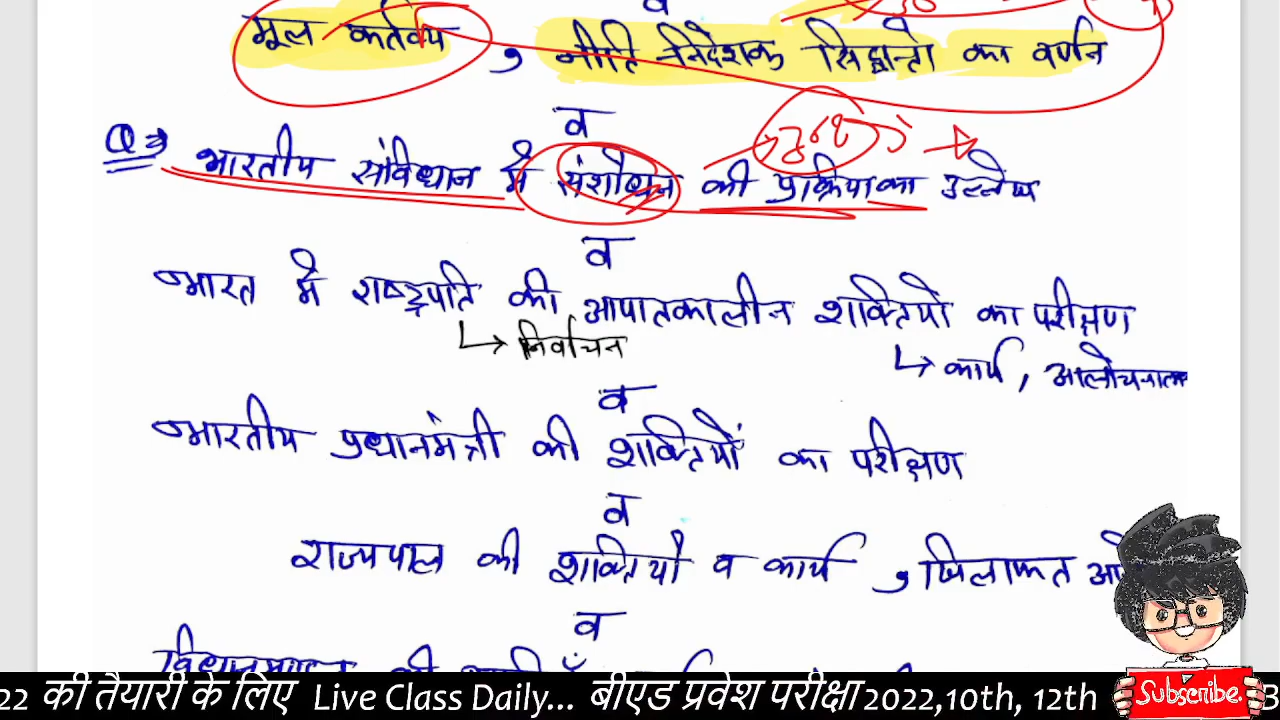 मूल कर्तव्य , नीति निदेशक सिद्धान्तो का वर्णन
व
Q⇒ भारतीय संविधान में संशोधन की प्रक्रिया का उल्लेख
व
भारत में राष्ट्रपति की आपातकालीन शक्तियों का परीक्षण
↳ निर्वाचन
↳ कार्य , आलोचनात्मक
व
भारतीय प्रधानमंत्री की शक्तियों का परीक्षण
व
राज्यपाल की शक्तियों व कार्य , खिलाफत
व
की
22 की तैयारी के लिए Live Class Daily... बीएड प्रवेश परीक्षा 2022,10th, 12th
Subscribe.